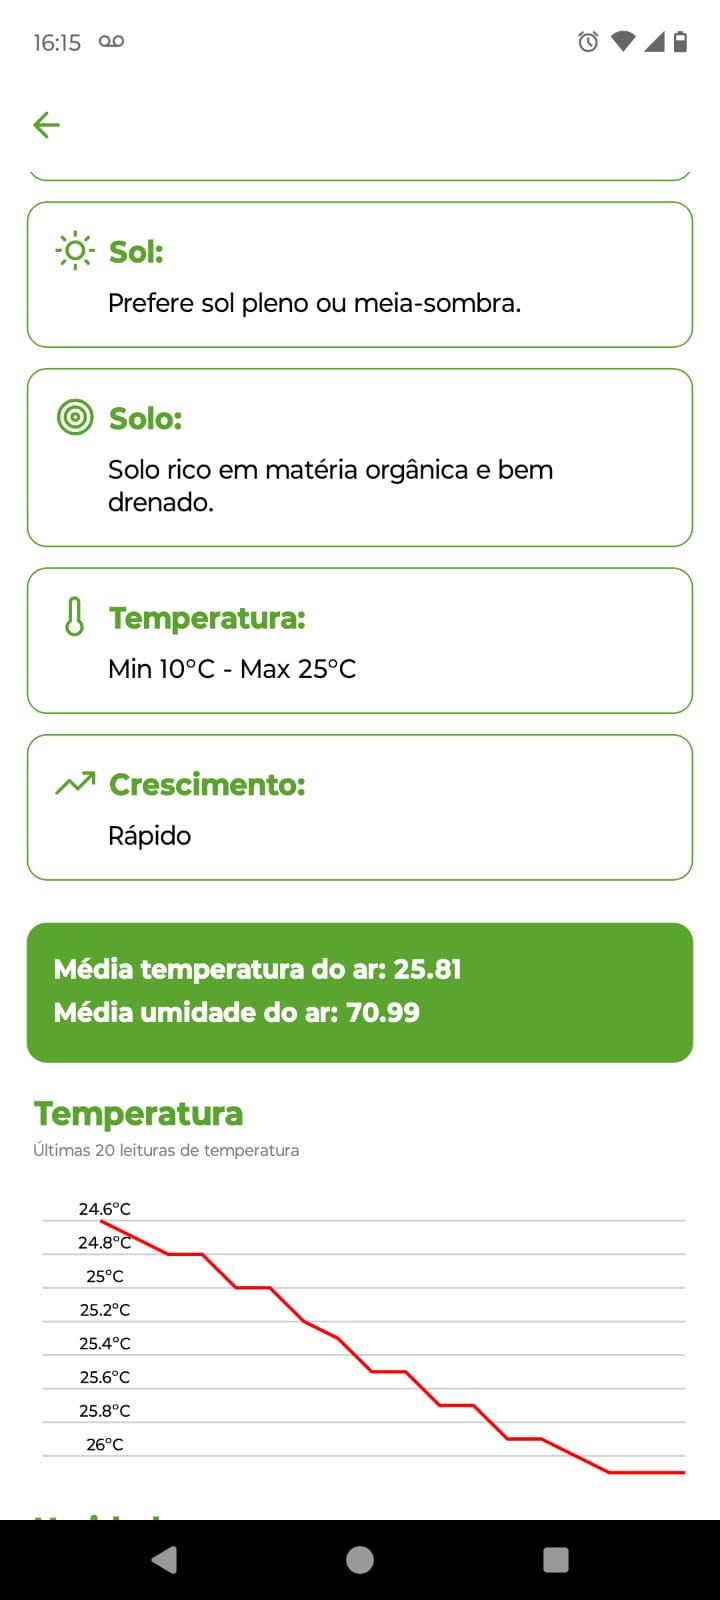 16:15
Sol:
Prefere sol pleno ou meia-sombra.
Solo:
Solo rico em matéria orgânica e bem
drenado.
Temperatura:
Min 10°C - Max 25°C
Crescimento:
Rápido
Média temperatura do ar: 25.81
Média umidade do ar: 70.99
Temperatura
Últimas 20 leituras de temperatura
24.6°C
24.8°C
25°C
25.2°C
25.4°C
25.6°C
25.8°C
26°C